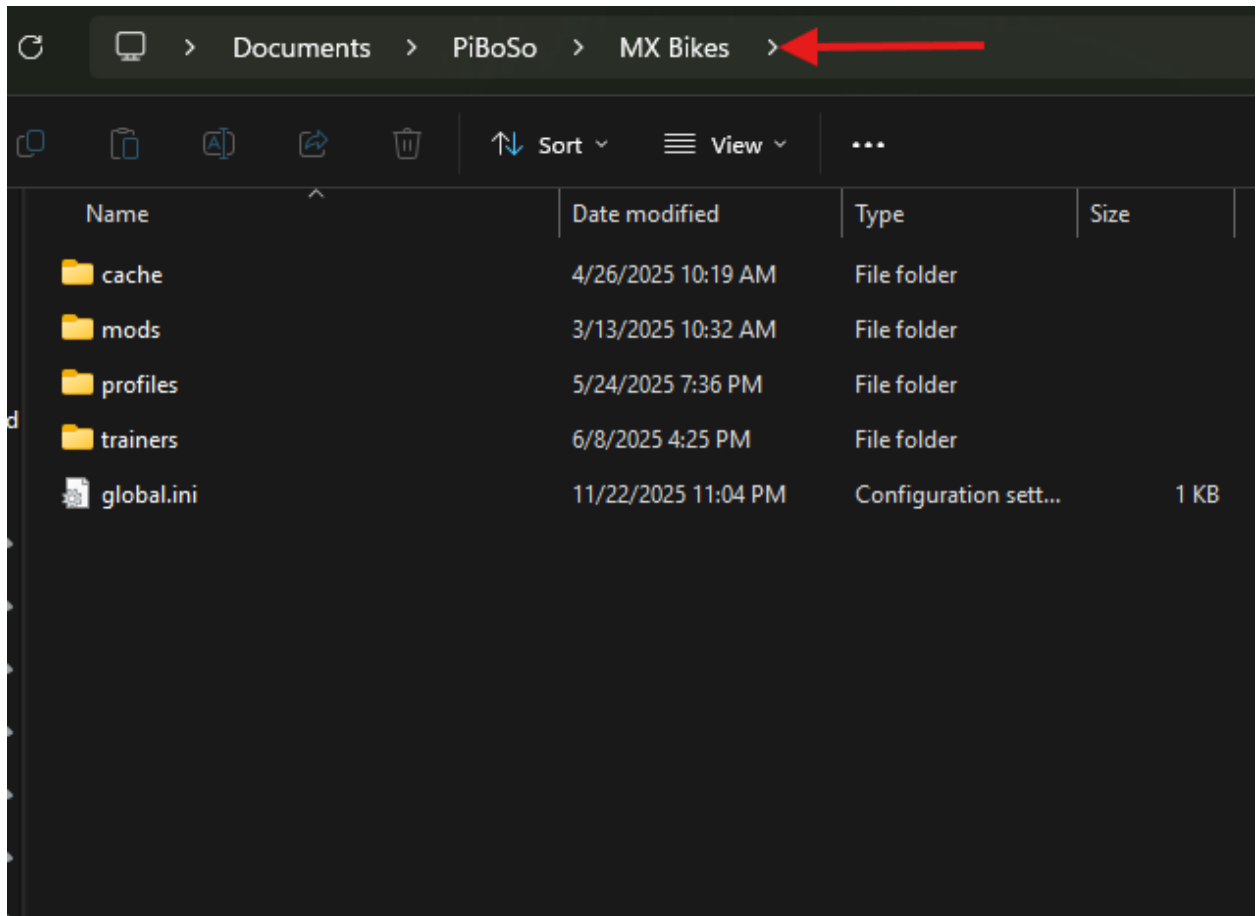 Documents > PiBoSo > MX Bikes >
Sort View
Name Date modified Type Size
cache 4/26/2025 10:19 AM File folder
mods 3/13/2025 10:32 AM File folder
profiles 5/24/2025 7:36 PM File folder
d
trainers 6/8/2025 4:25 PM File folder
global.ini 11/22/2025 11:04 PM Configuration sett... 1 KB